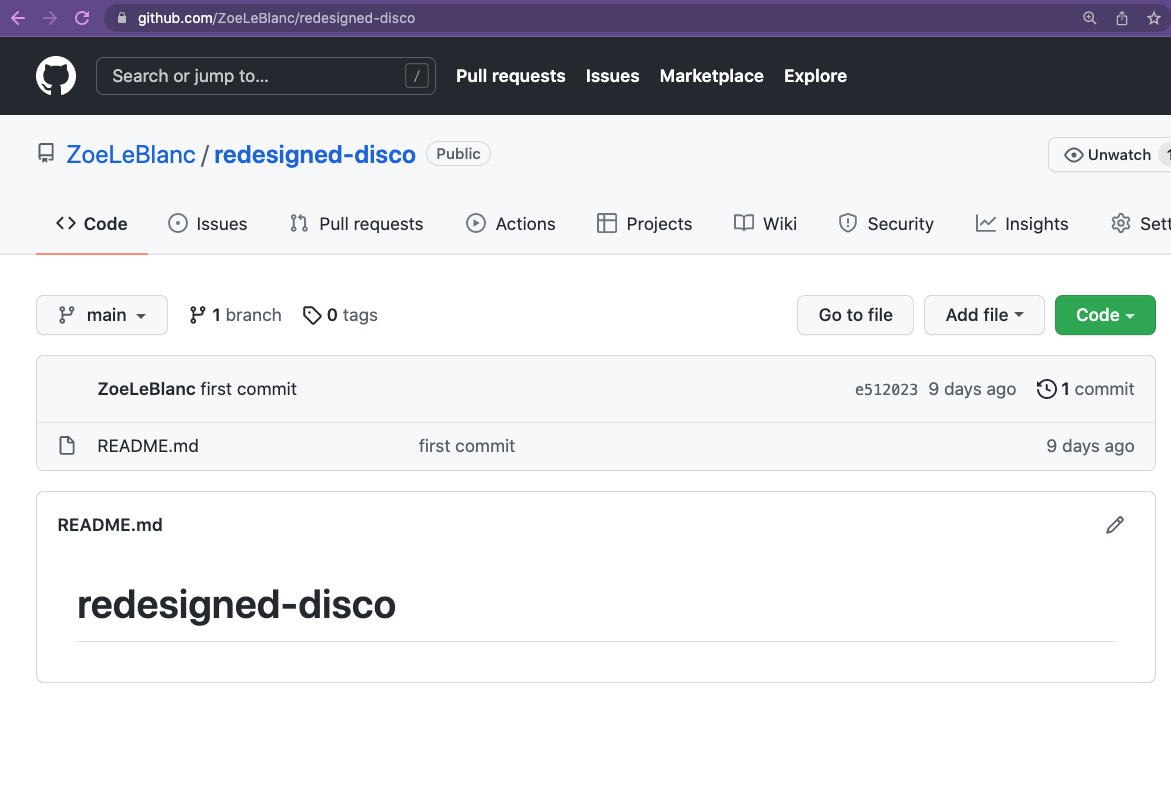 github.com/ZoeLeBlanc/redesigned-disco
Search or jump to... / Pull requests Issues Marketplace Explore
ZoeLeBlanc / redesigned-disco Public Unwatch 1
Code Issues Pull requests Actions Projects Wiki Security Insights Sett
main 1 branch 0 tags Go to file Add file Code
ZoeLeBlanc first commit e512023 9 days ago 1 commit
README.md first commit 9 days ago
README.md
redesigned-disco